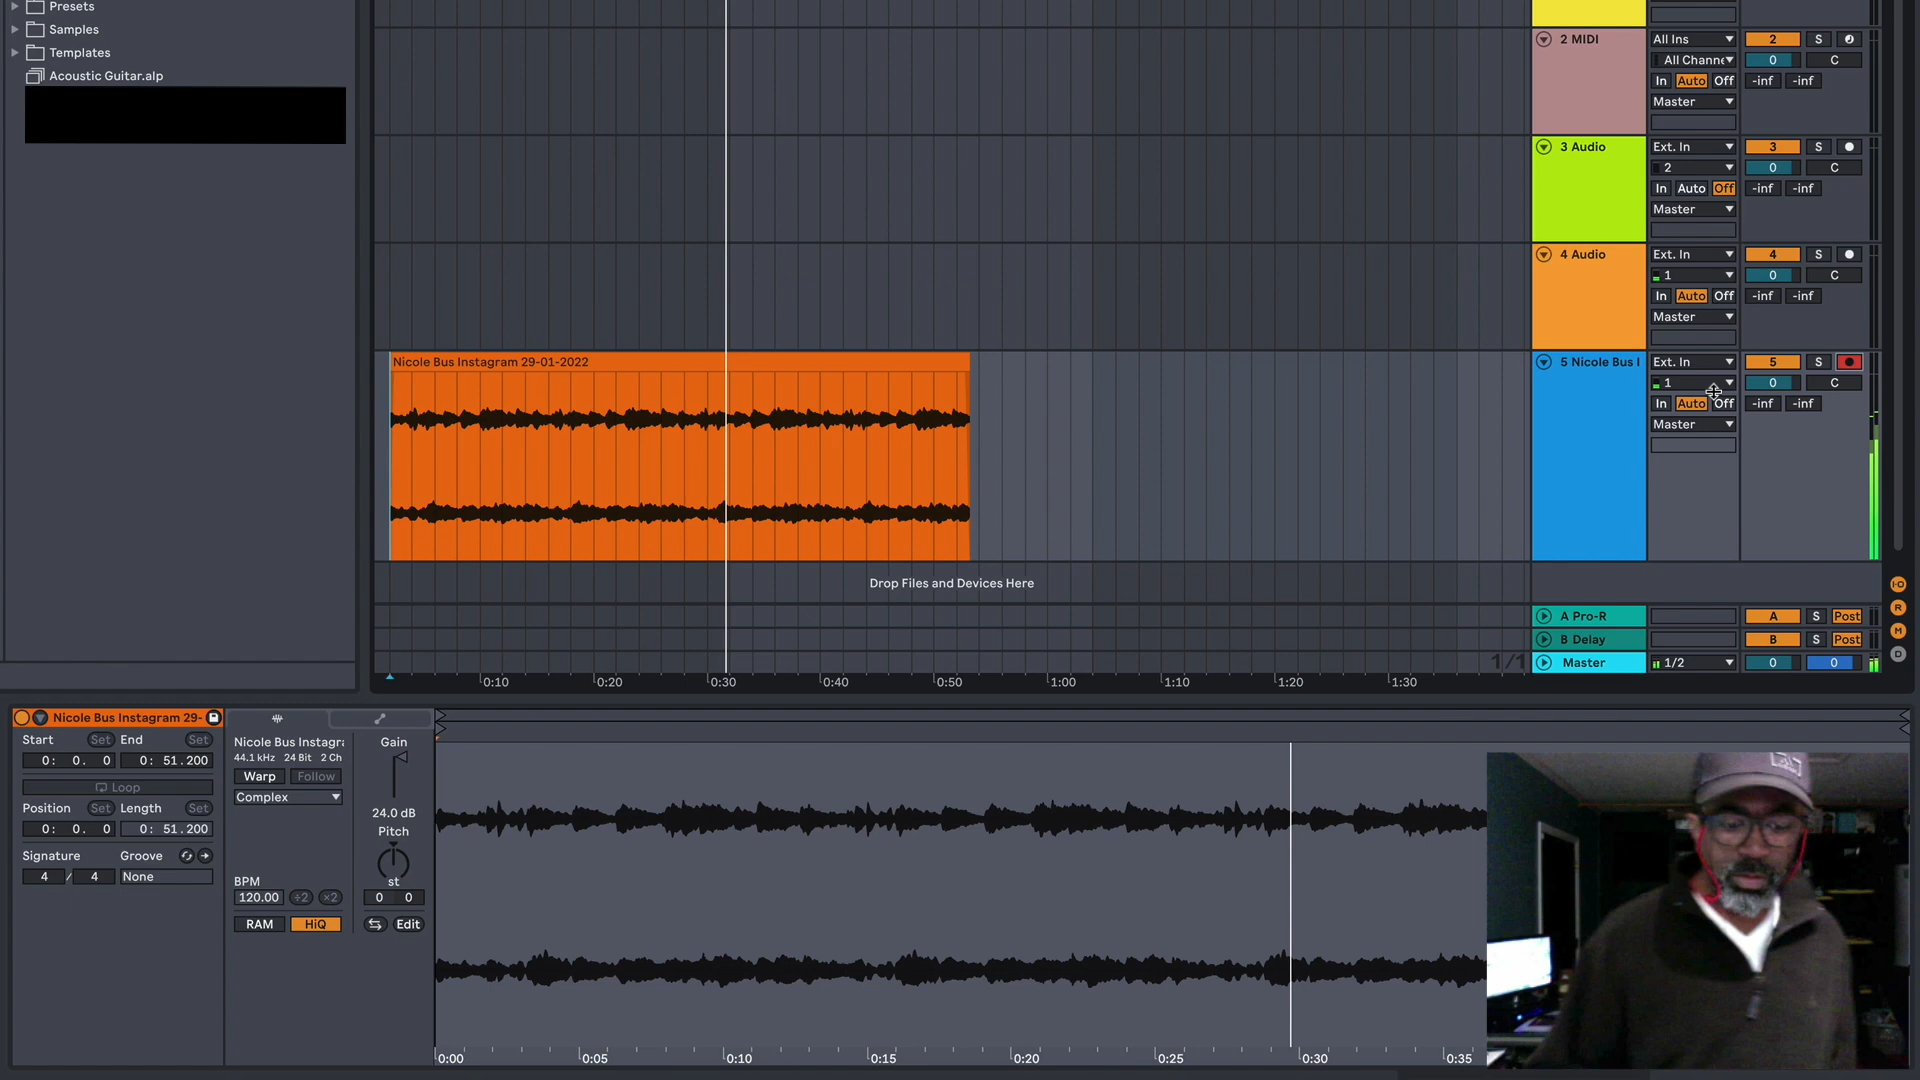 Presets
Samples
Templates
Acoustic Guitar.alp
2 MIDI All Ins 2 S
All Channe 0 C
In Auto Off -inf -inf
Master
3 Audio Ext. In 3 S
2 0 C
In Auto Off -inf -inf
Master
4 Audio Ext. In 4 S
1 0 C
In Auto Off -inf -inf
Master
Nicole Bus Instagram 29-01-2022
5 Nicole Bus I Ext. In 5 S
1 0 C
In Auto Off -inf -inf
Master
Drop Files and Devices Here
A Pro-R A S Post
B Delay B S Post
1/1 Master 1/2 0 0
0:10 0:20 0:30 0:40 0:50 1:00 1:10 1:20 1:30
I-O
R
M
D
Nicole Bus Instagram 29-
Start Set End Set
0: 0. 0 0: 51.200
Loop
Position Set Length Set
0: 0. 0 0: 51.200
Signature Groove
4 / 4 None
Nicole Bus Instagra
44.1 kHz 24 Bit 2 Ch
Warp Follow
Complex
BPM
120.00 ÷2 ×2
RAM HiQ
Gain
24.0 dB
Pitch
st
0 0
Edit
0:00 0:05 0:10 0:15 0:20 0:25 0:30 0:35